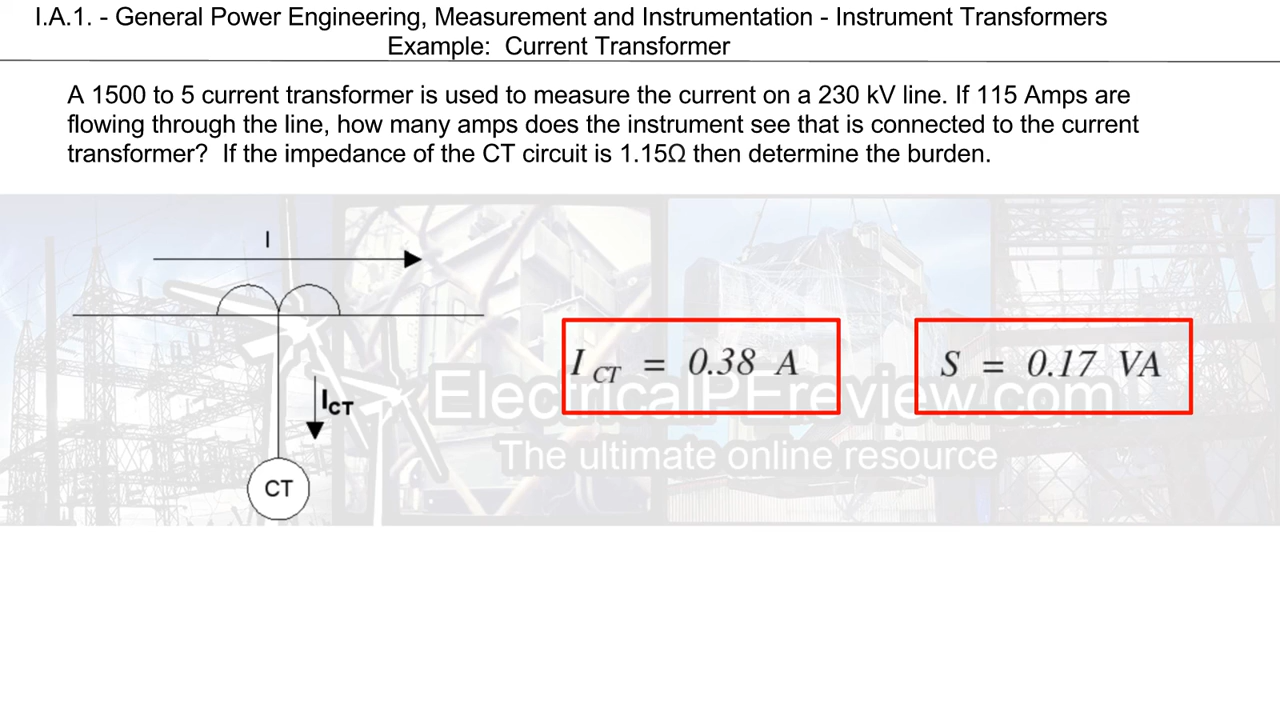 I.A.1. - General Power Engineering, Measurement and Instrumentation - Instrument Transformers
Example:  Current Transformer
A 1500 to 5 current transformer is used to measure the current on a 230 kV line. If 115 Amps are
flowing through the line, how many amps does the instrument see that is connected to the current
transformer?  If the impedance of the CT circuit is 1.15Ω then determine the burden.
I
I CT = 0.38 A
S = 0.17 VA
ICT
ElectricalPEreview.com
The ultimate online resource
CT